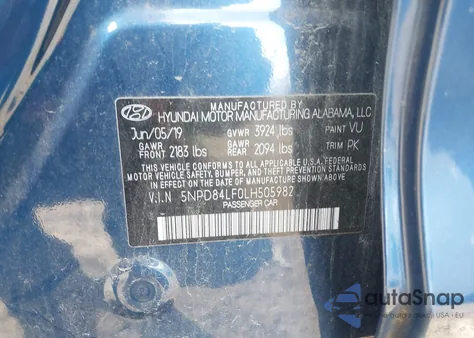 MANUFACTURED BY
HYUNDAI MOTOR MANUFACTURING ALABAMA, LLC
Jun/05/19 GVWR 3924 lbs PAINT VU
GAWR FRONT 2183 lbs GAWR REAR 2094 lbs TRIM PK
THIS VEHICLE CONFORMS TO ALL APPLICABLE U.S.A. FEDERAL
MOTOR VEHICLE SAFETY, BUMPER, AND THEFT PREVENTION
STANDARDS IN EFFECT ON THE DATE OF MANUFACTURE SHOWN ABOVE.
V.I.N 5NPD84LF0LH505982
PASSENGER CAR
autoSnap
USA - EU